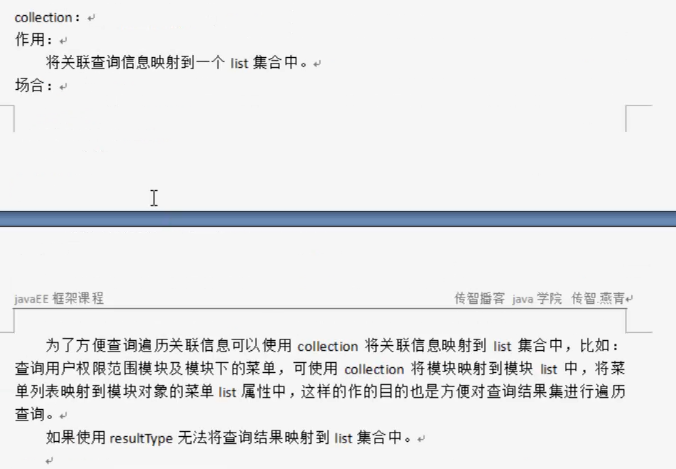 collection：
作用：
将关联查询信息映射到一个 list 集合中。
场合：
javaEE 框架课程 传智播客 java 学院 传智.燕青
为了方便查询遍历关联信息可以使用 collection 将关联信息映射到 list 集合中，比如：
查询用户权限范围模块及模块下的菜单，可使用 collection 将模块映射到模块 list 中，将菜
单列表映射到模块对象的菜单 list 属性中，这样的作的目的也是方便对查询结果集进行遍历
查询。
如果使用 resultType 无法将查询结果映射到 list 集合中。